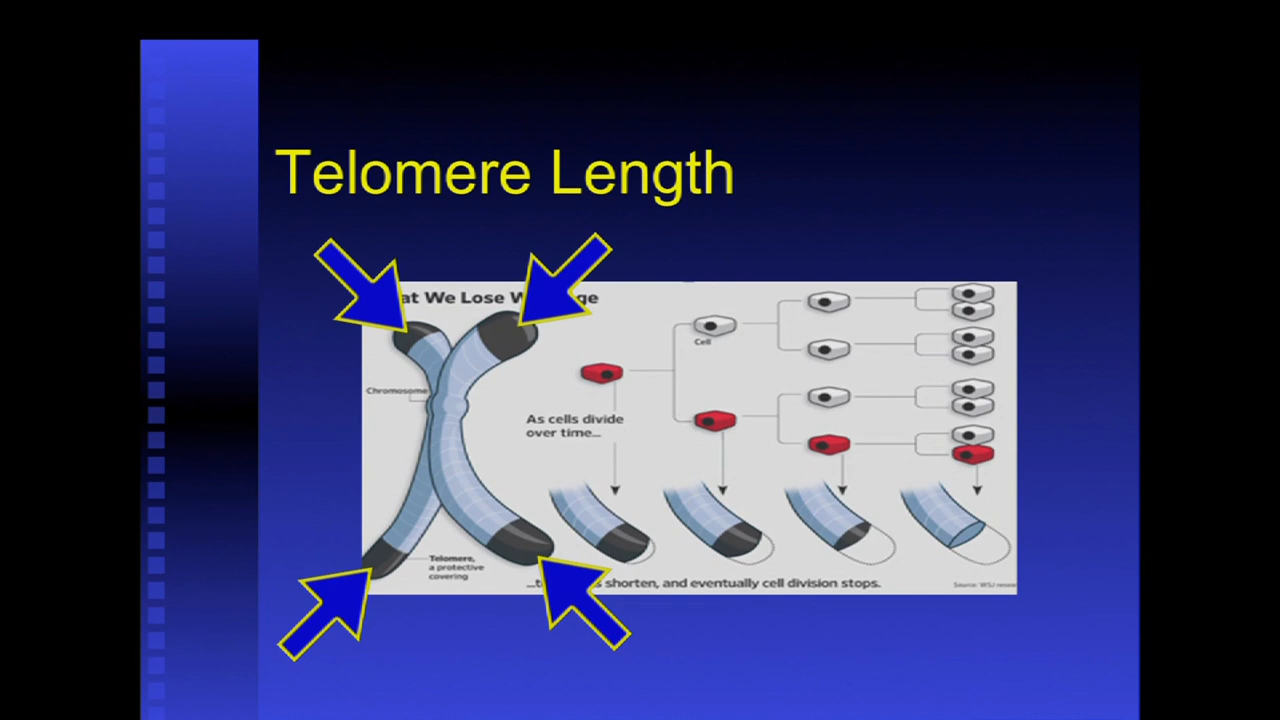 Telomere Length
at We Lose W ge
Cell
Chromosome
As cells divide
over time...
Telomere,
a protective
covering
...t s shorten, and eventually cell division stops.
Source: WSJ resear